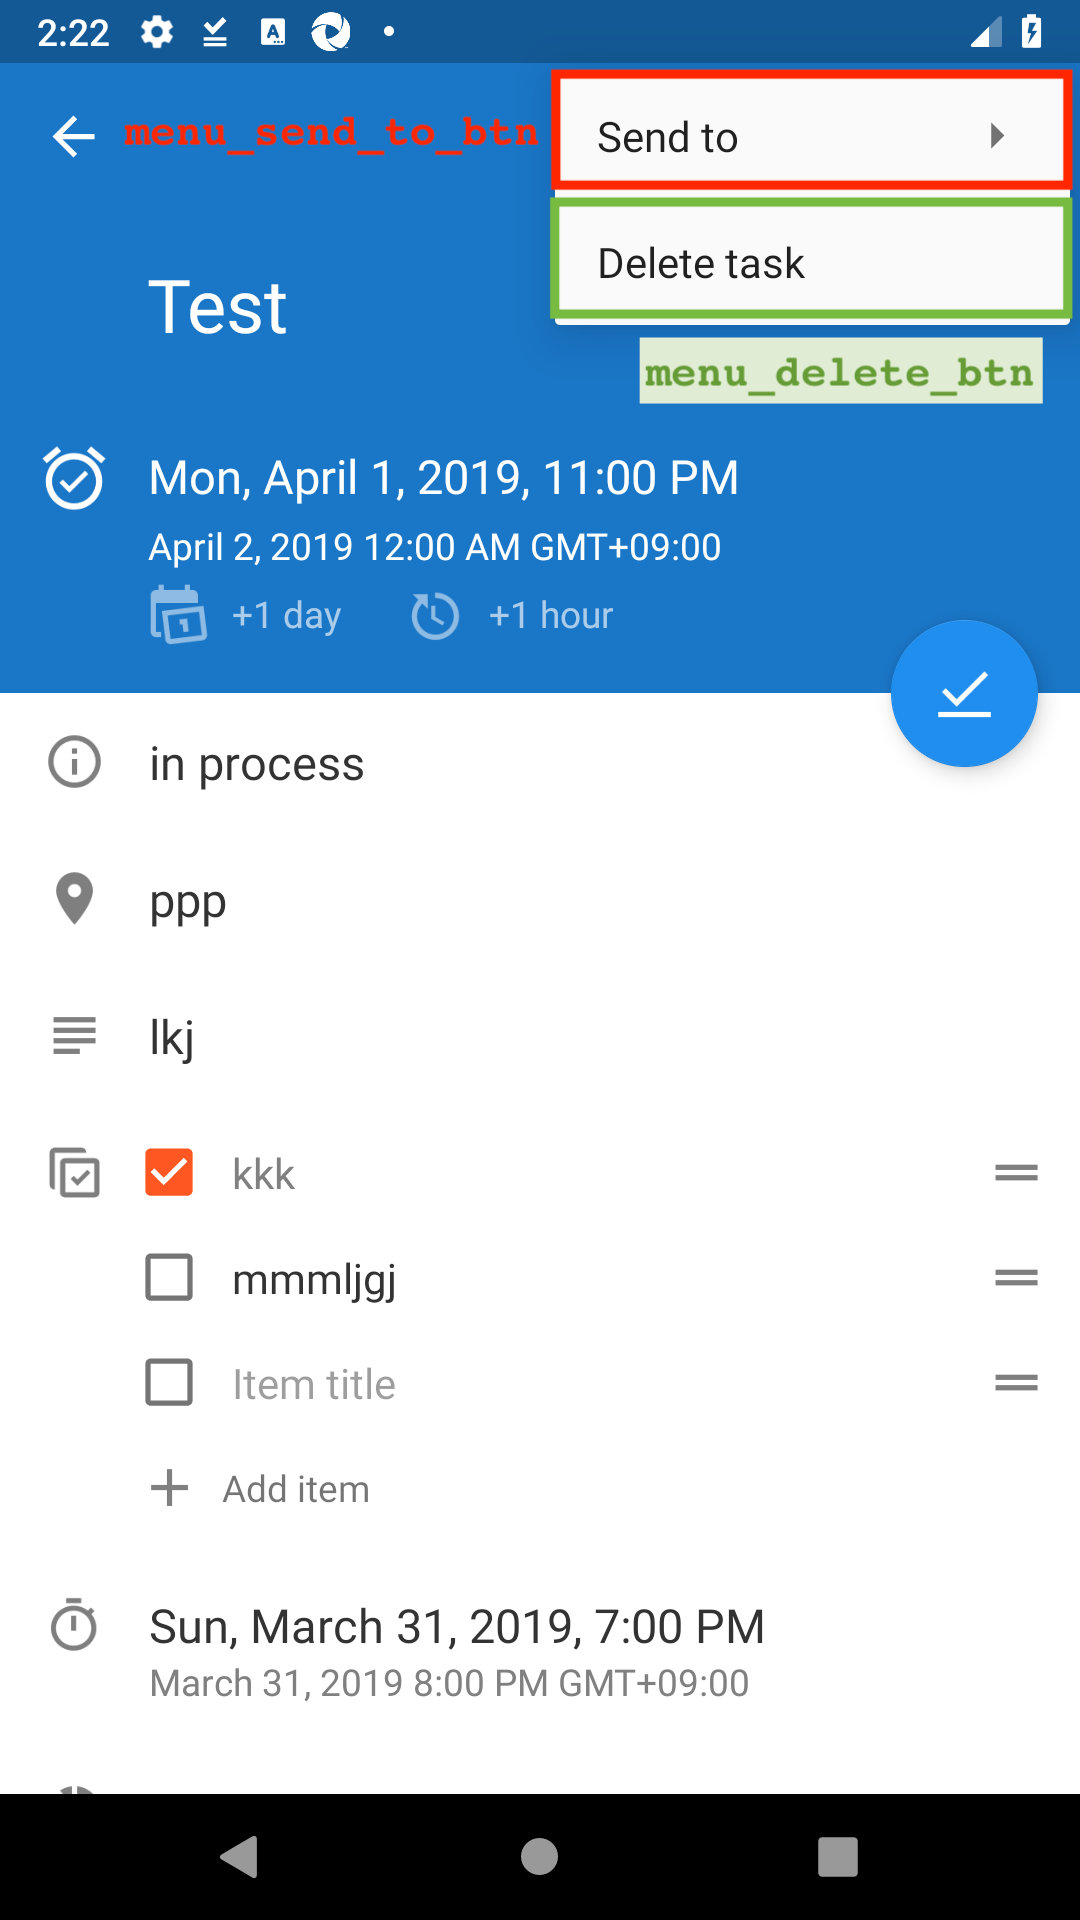 2:22
menu_send_to_btn
Send to
Delete task
Test
menu_delete_btn
Mon, April 1, 2019, 11:00 PM
April 2, 2019 12:00 AM GMT+09:00
1 +1 day +1 hour
in process
ppp
lkj
kkk
mmmljgj
Item title
Add item
Sun, March 31, 2019, 7:00 PM
March 31, 2019 8:00 PM GMT+09:00